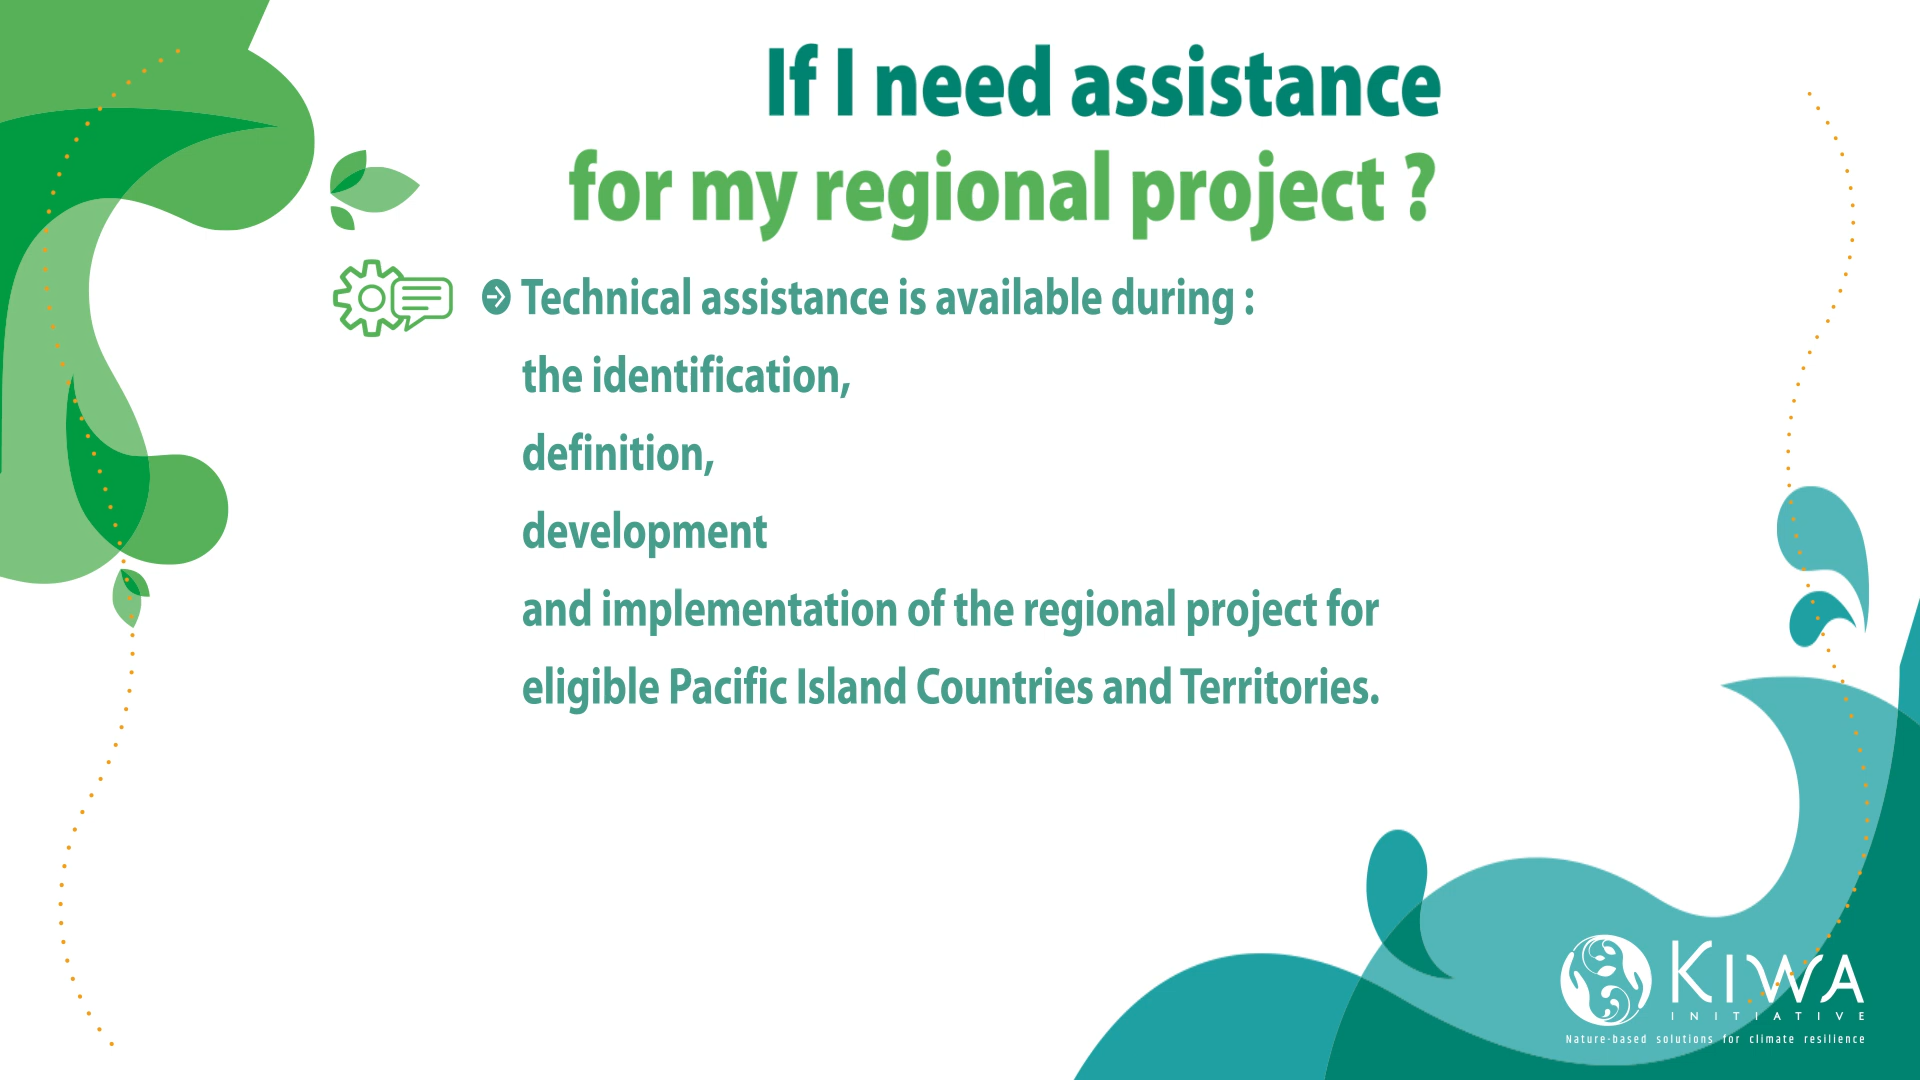 If I need assistance
for my regional project ?
Technical assistance is available during :
the identification,
definition,
development
and implementation of the regional project for
eligible Pacific Island Countries and Territories.
KIWA
INITIATIVE
Nature-based solutions for climate resilience